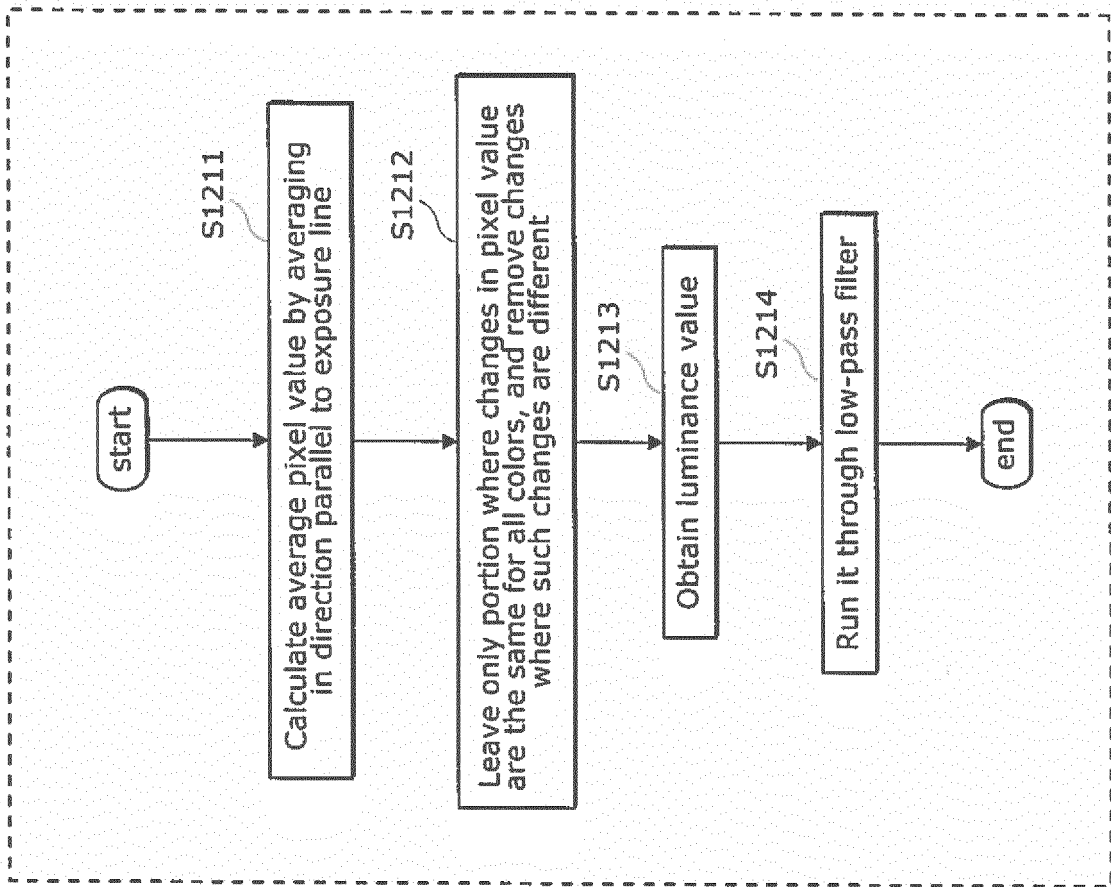 start
S1211
Calculate average pixel value by averaging
in direction parallel to exposure line
S1212
Leave only portion where changes in pixel value
are the same for all colors, and remove changes
where such changes are different
S1213
Obtain luminance value
S1214
Run it through low-pass filter
end